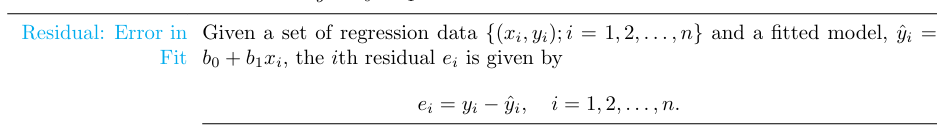 Residual: Error in Fit
Given a set of regression data {(xᵢ, yᵢ); i = 1, 2, . . . , n} and a fitted model, ŷᵢ =
b₀ + b₁xᵢ, the ith residual eᵢ is given by
eᵢ = yᵢ − ŷᵢ, i = 1, 2, . . . , n.